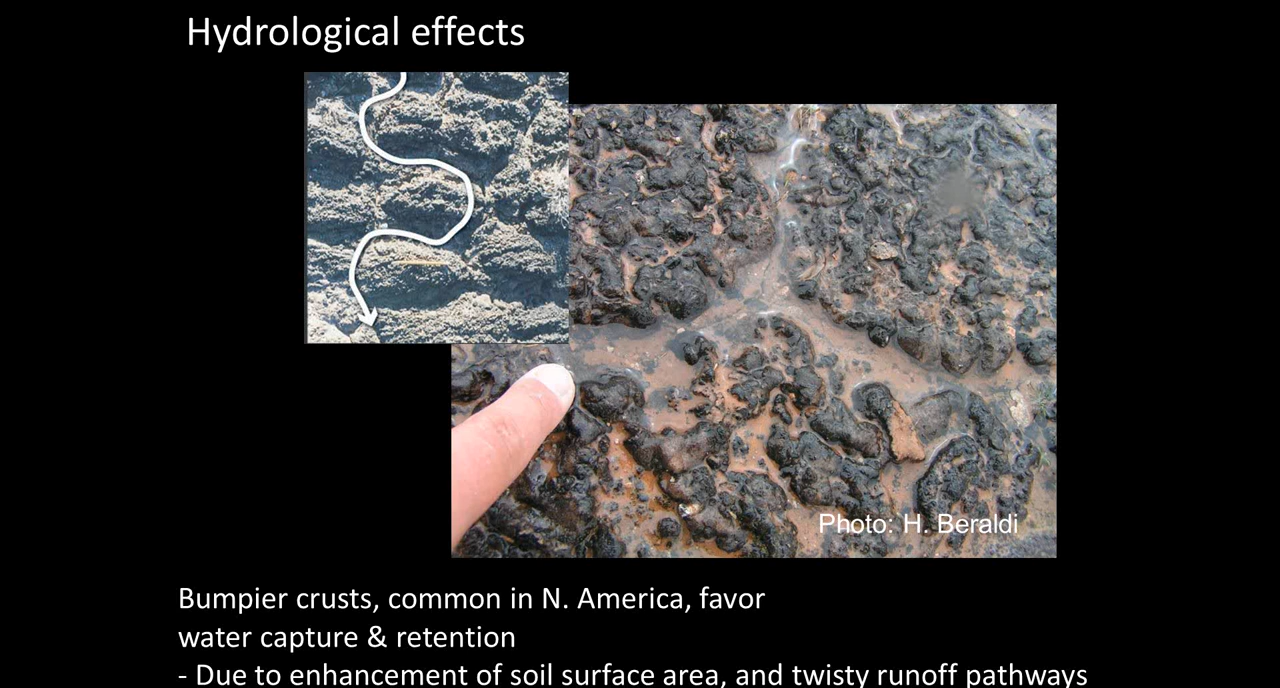 Hydrological effects
Photo: H. Beraldi
Bumpier crusts, common in N. America, favor
water capture & retention
- Due to enhancement of soil surface area, and twisty runoff pathways